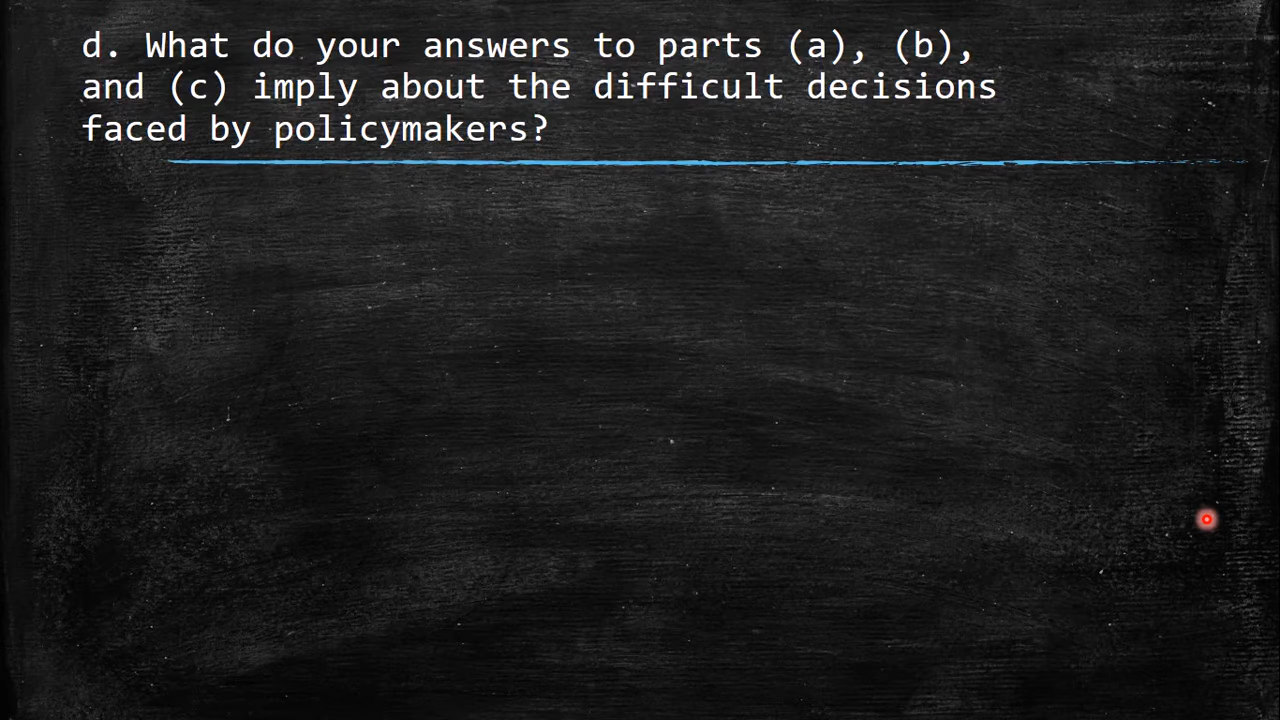 d. What do your answers to parts (a), (b),
and (c) imply about the difficult decisions
faced by policymakers?